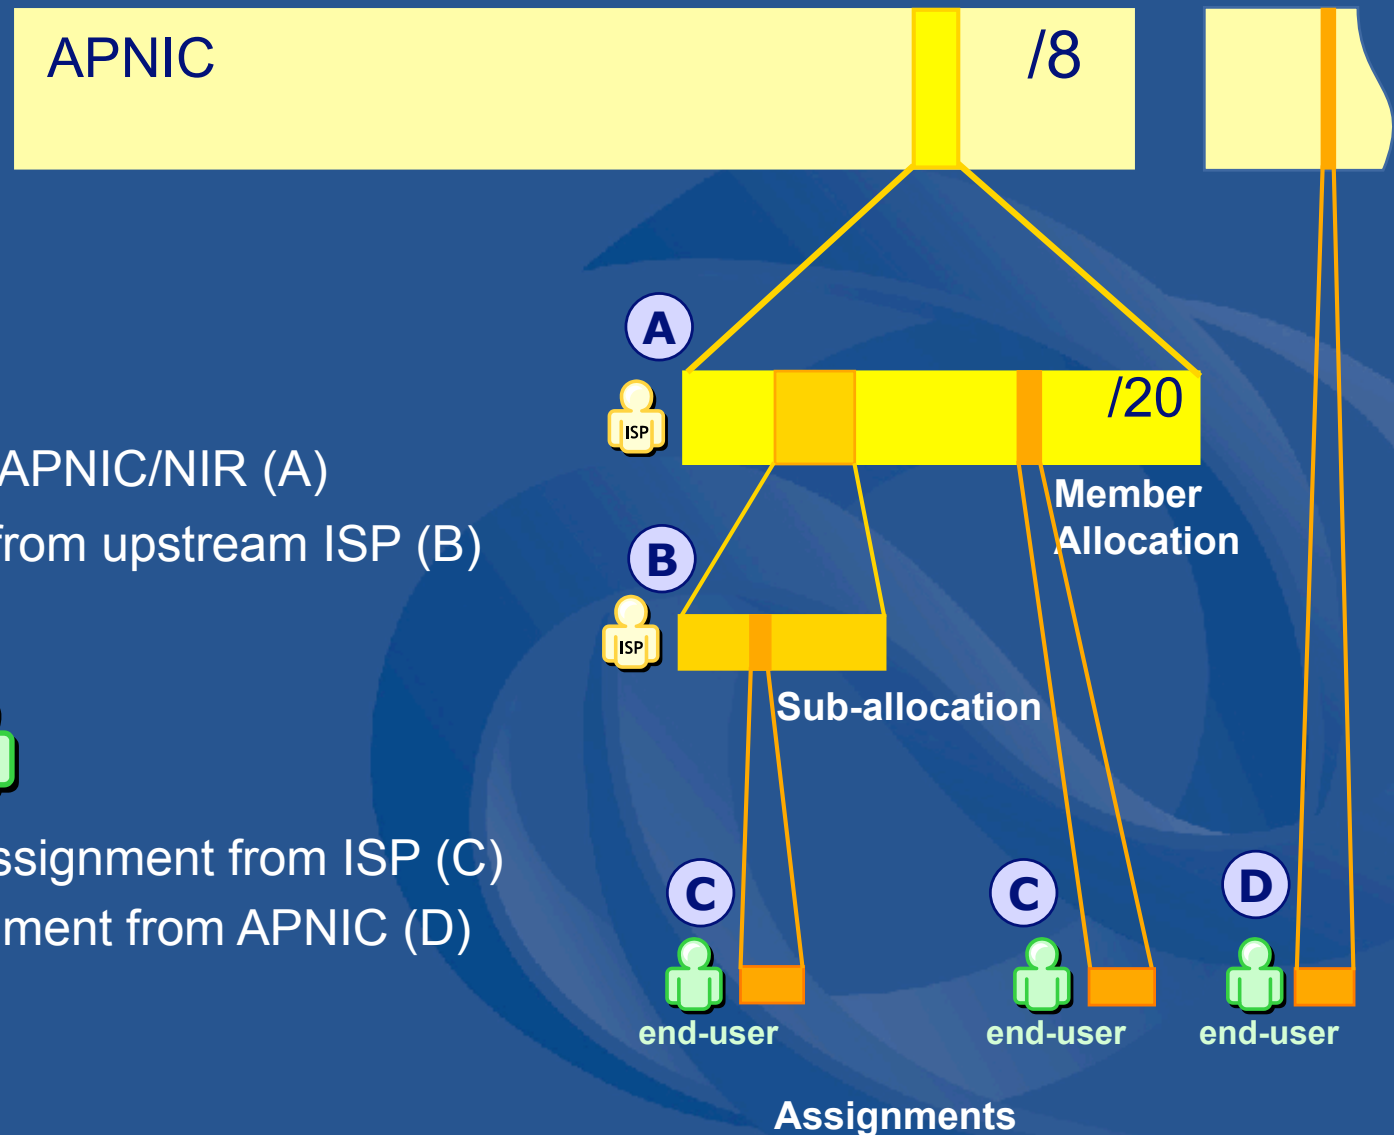 APNIC
/8
A
ISP
/20
APNIC/NIR (A)
Member
Allocation
from upstream ISP (B)
B
ISP
Sub-allocation
ssignment from ISP (C)
ment from APNIC (D)
C
C
D
end-user
end-user
end-user
Assignments